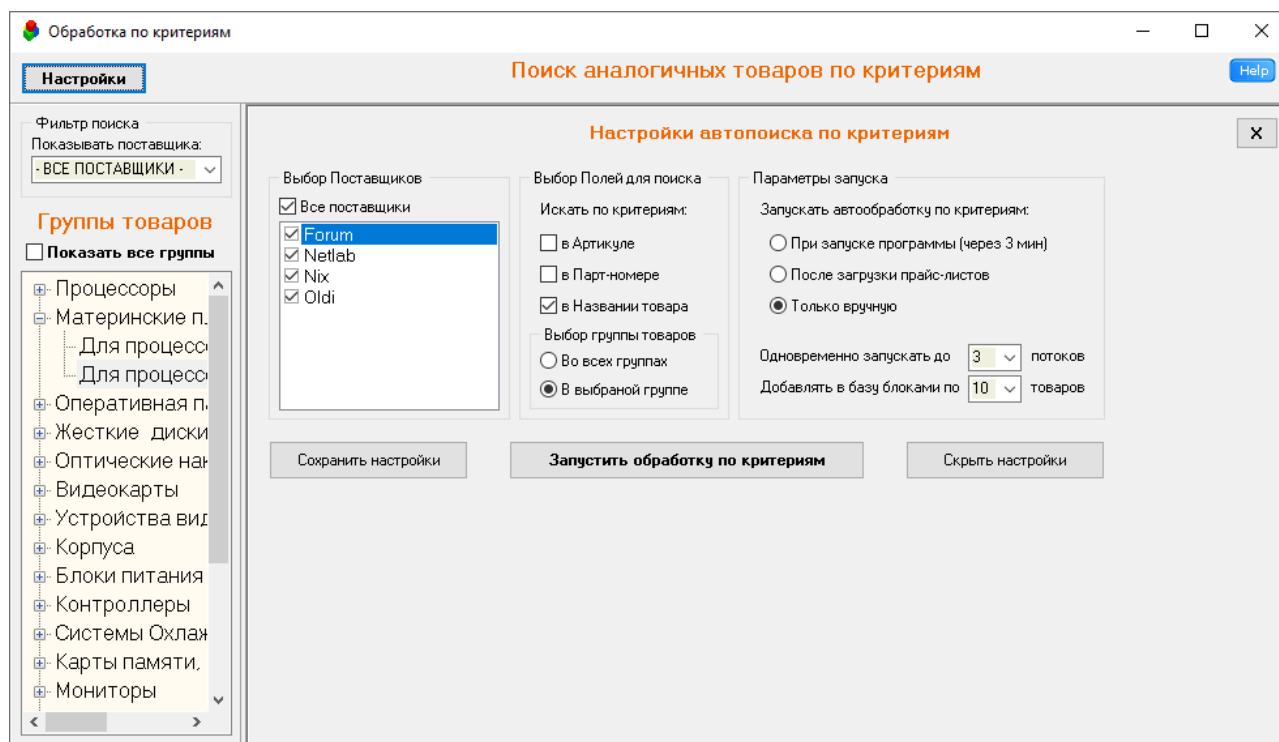 Обработка по критериям
Настройки
Поиск аналогичных товаров по критериям
Help
Фильтр поиска
Показывать поставщика:
- ВСЕ ПОСТАВЩИКИ -
Группы товаров
Показать все группы
Процессоры
Материнские п.
Для процесс
Для процесс
Оперативная п
Жесткие диски
Оптические на
Видеокарты
Устройства ви
Корпуса
Блоки питания
Контроллеры
Системы Охла
Карты памяти,
Мониторы
Настройки автопоиска по критериям
X
Выбор Поставщиков
Все поставщики
Forum
Netlab
Nix
Oldi
Выбор Полей для поиска
Искать по критериям:
в Артикуле
в Парт-номере
в Названии товара
Выбор группы товаров
Во всех группах
В выбраной группе
Параметры запуска
Запускать автообработку по критериям:
При запуске программы (через 3 мин)
После загрузки прайс-листов
Только вручную
Одновременно запускать до 3 потоков
Добавлять в базу блоками по 10 товаров
Сохранить настройки
Запустить обработку по критериям
Скрыть настройки